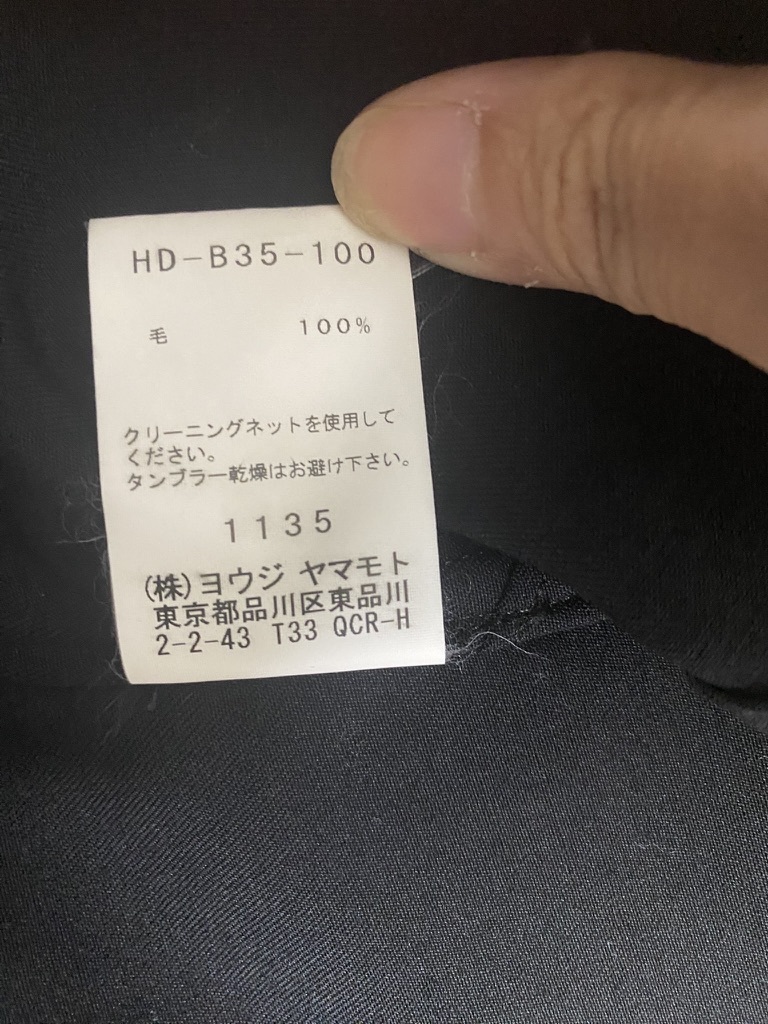 HD-B35-100
毛 100%
クリーニングネットを使用して
ください。
タンブラー乾燥はお避け下さい。
1135
(株)ヨウジ ヤマモト
東京都品川区東品川
2-2-43 T33 QCR-H